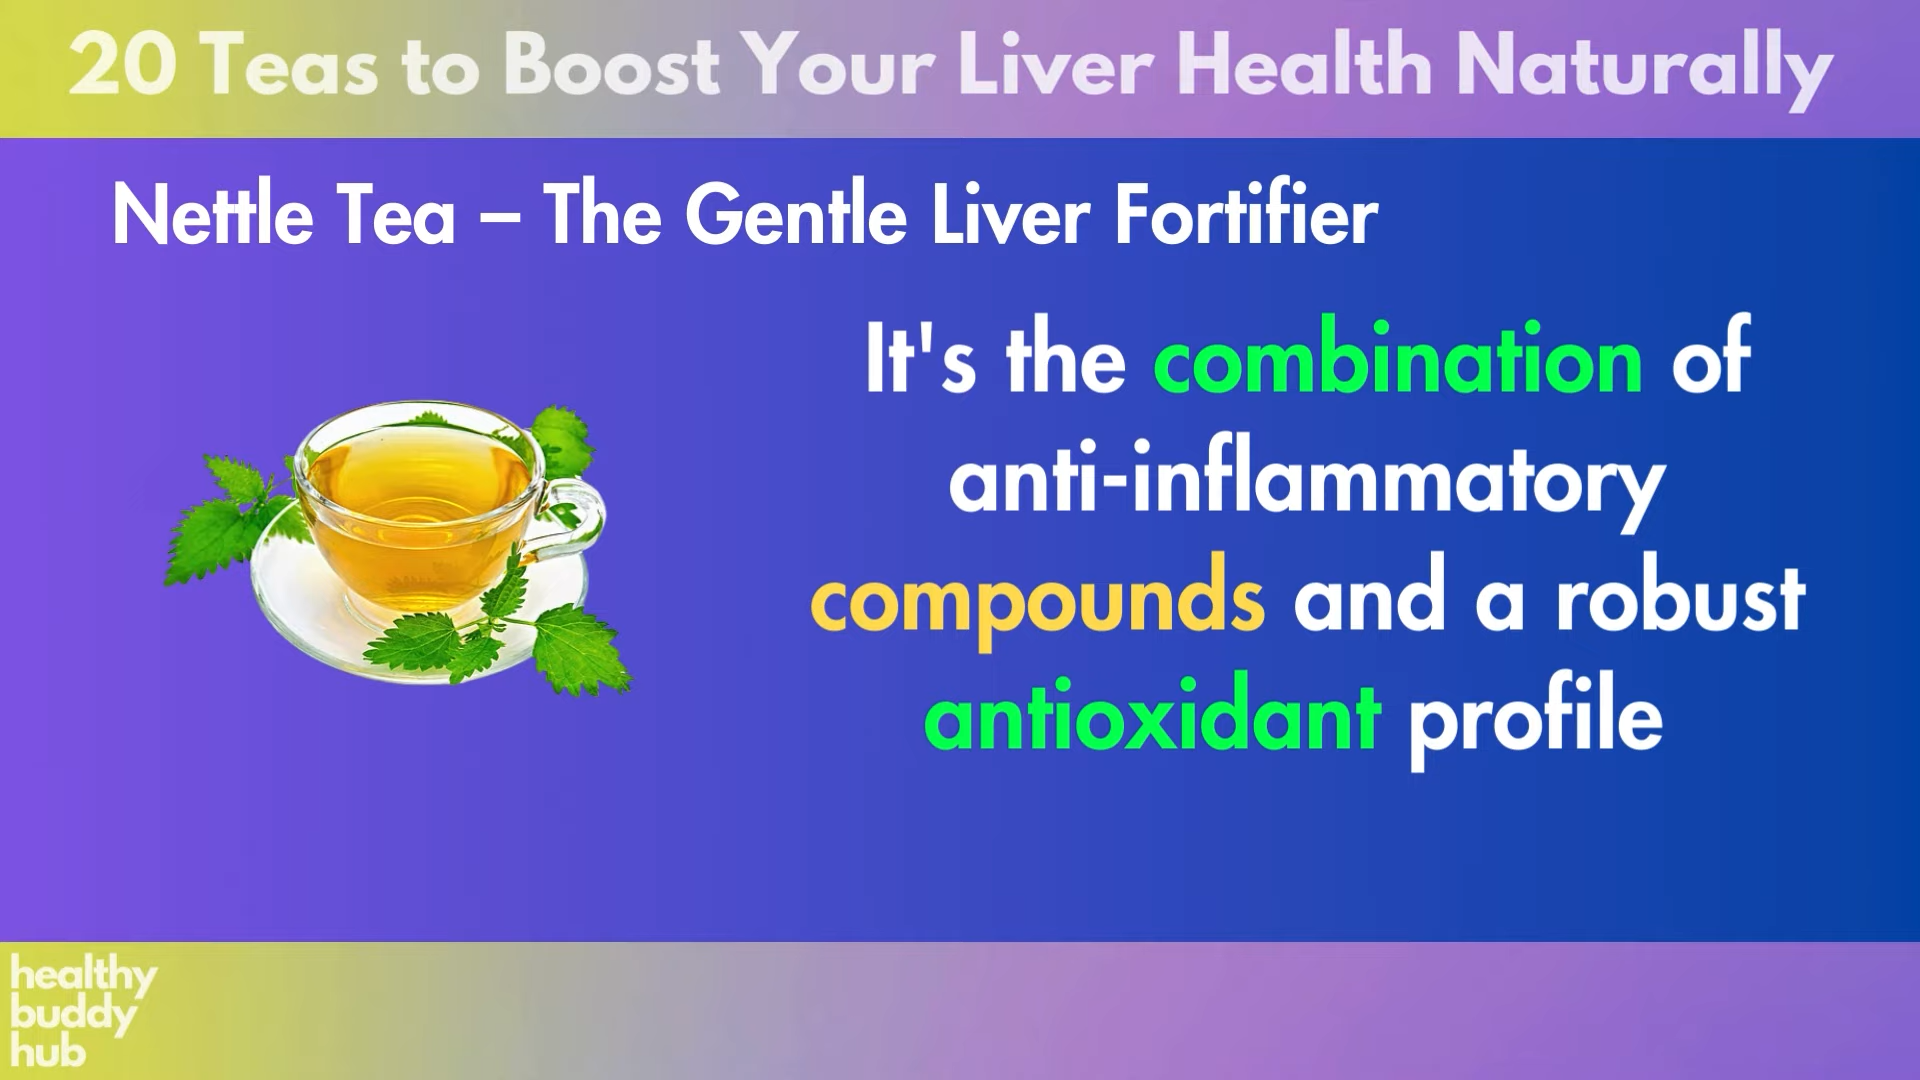 20 Teas to Boost Your Liver Health Naturally
Nettle Tea – The Gentle Liver Fortifier
It's the combination of
anti-inflammatory
compounds and a robust
antioxidant profile
healthy
buddy
hub